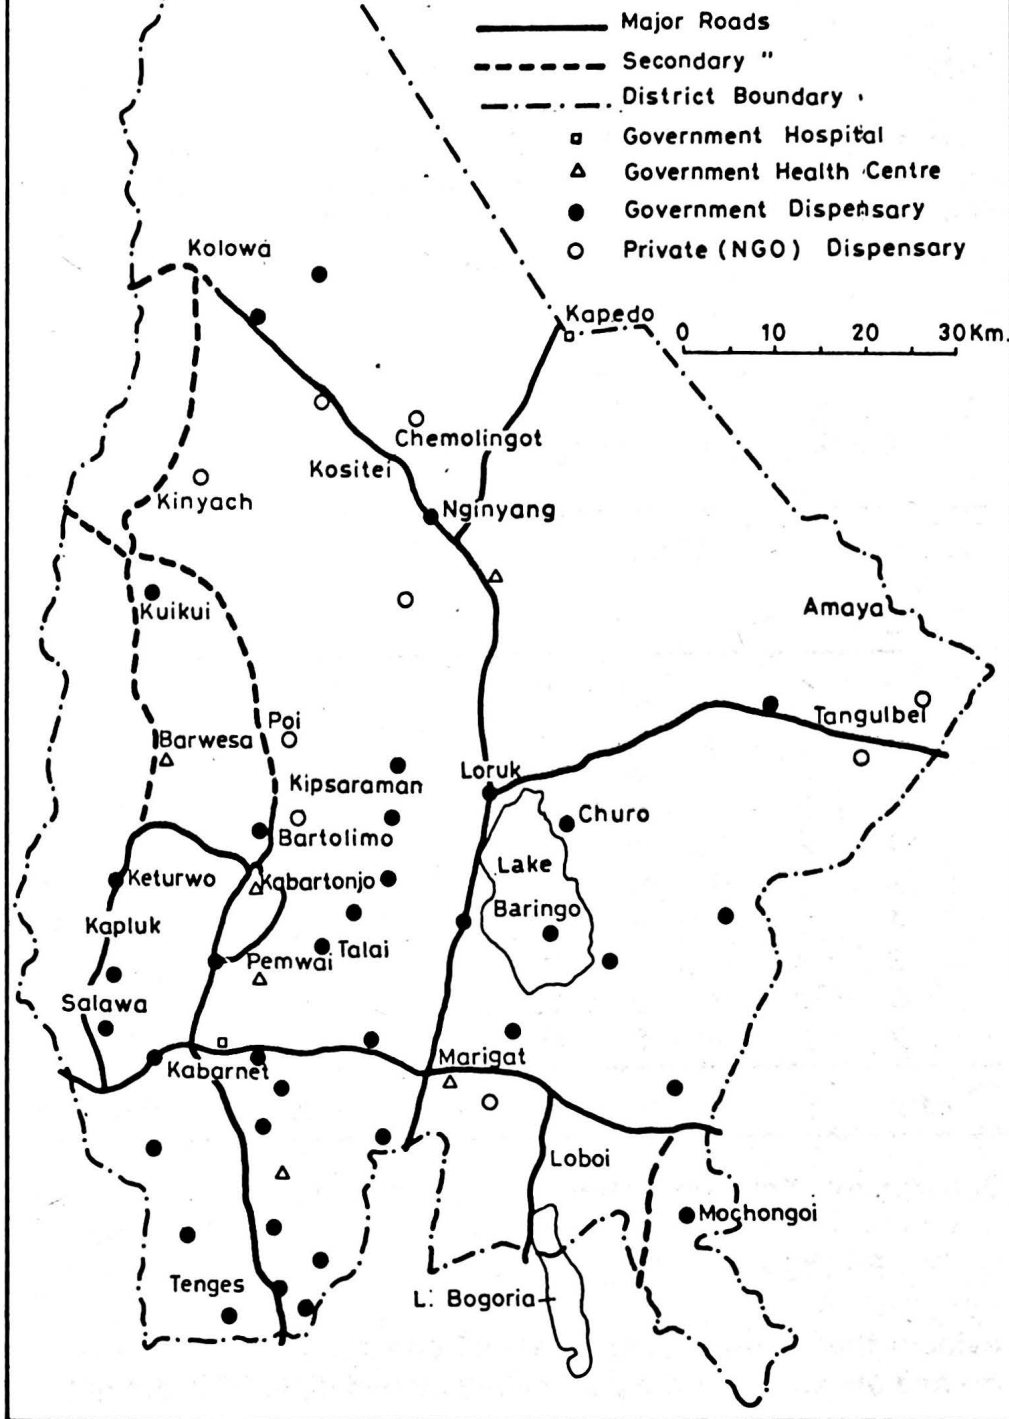 Major Roads
Secondary "
District Boundary
Government Hospital
Government Health Centre
Government Dispensary
Private (NGO) Dispensary
Kolowa
Kapedo
0 10 20 30 Km.
Chemolingot
Kositei
Kinyach
Nginyang
Kuikui
Amaya
Poi
Tangulbei
Barwesa
Loruk
Kipsaraman
Churo
Bartolimo
Lake
Keturwo
Kabartonjo
Baringo
Kapluk
Talai
Pemwai
Salawa
Marigat
Kabarnet
Loboi
Mochongoi
Tenges
L. Bogoria